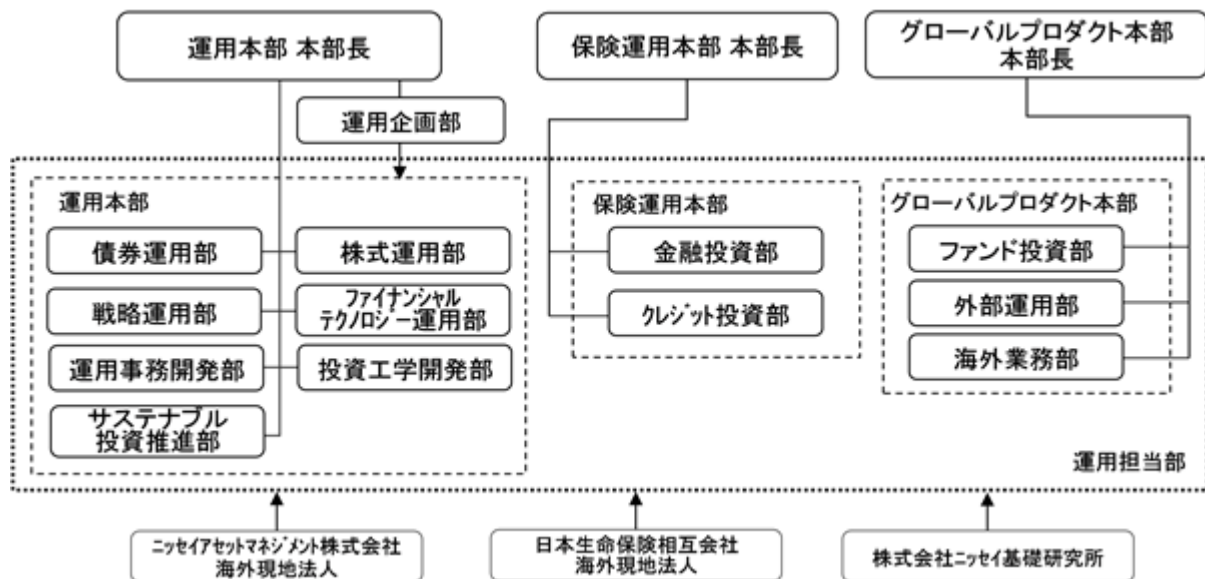 運用本部 本部長
保険運用本部 本部長
グローバルプロダクト本部
本部長
運用企画部
運用本部
債券運用部
株式運用部
戦略運用部
ファイナンシャル
テクノロジー運用部
運用事務開発部
投資工学開発部
サステナブル
投資推進部
保険運用本部
金融投資部
クレジット投資部
グローバルプロダクト本部
ファンド投資部
外部運用部
海外業務部
運用担当部
ニッセイアセットマネジメント株式会社
海外現地法人
日本生命保険相互会社
海外現地法人
株式会社ニッセイ基礎研究所